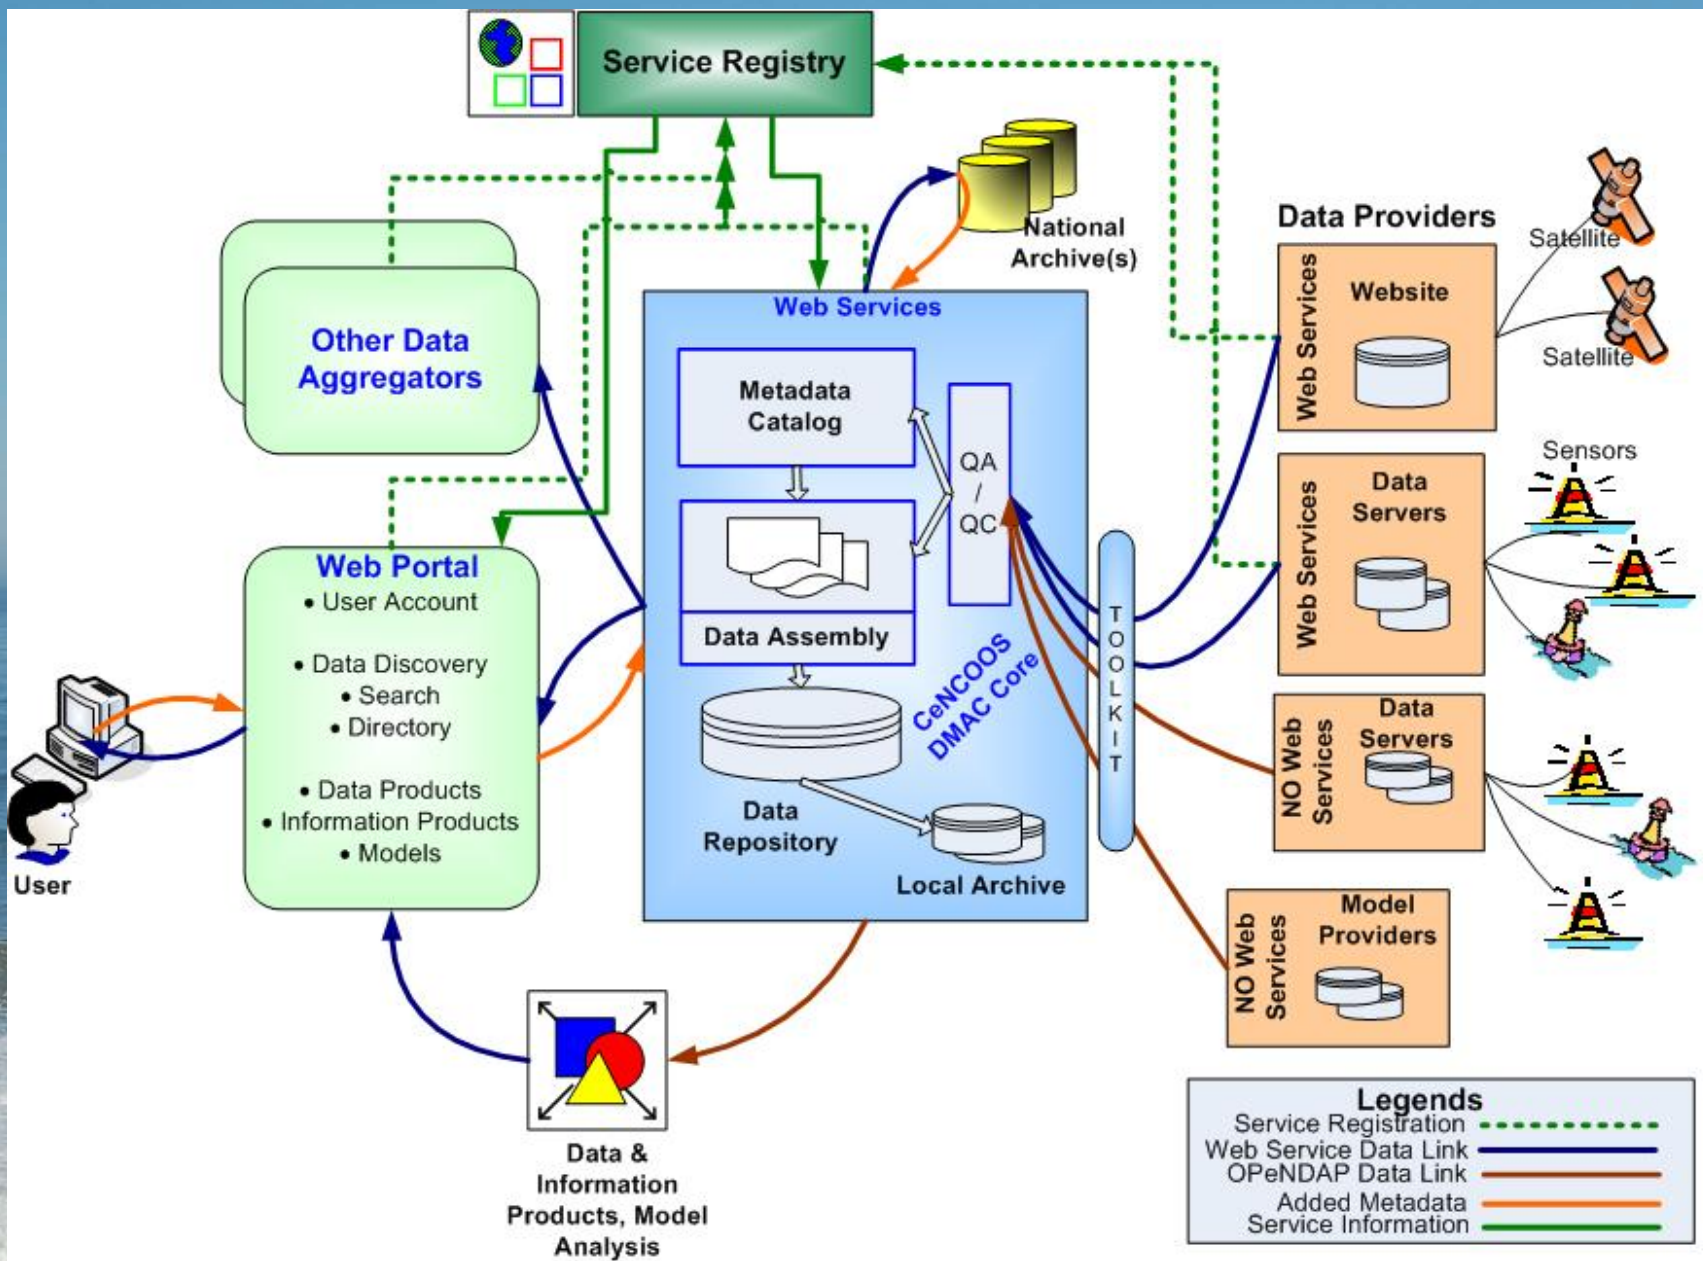 Service Registry
National
Archive(s)
Data Providers
Satellite
Satellite
Web Services
Website
Other Data
Aggregators
Web Services
Metadata
Catalog
QA
/
QC
Data Assembly
CeNCOOS
DMAC Core
Data
Repository
Local Archive
TOOLKIT
Sensors
Web Services
Data
Servers
NO Web
Services
Data
Servers
NO Web
Services
Model
Providers
Web Portal
• User Account
• Data Discovery
• Search
• Directory
• Data Products
• Information Products
• Models
User
Data &
Information
Products, Model
Analysis
Legends
Service Registration
Web Service Data Link
OPeNDAP Data Link
Added Metadata
Service Information